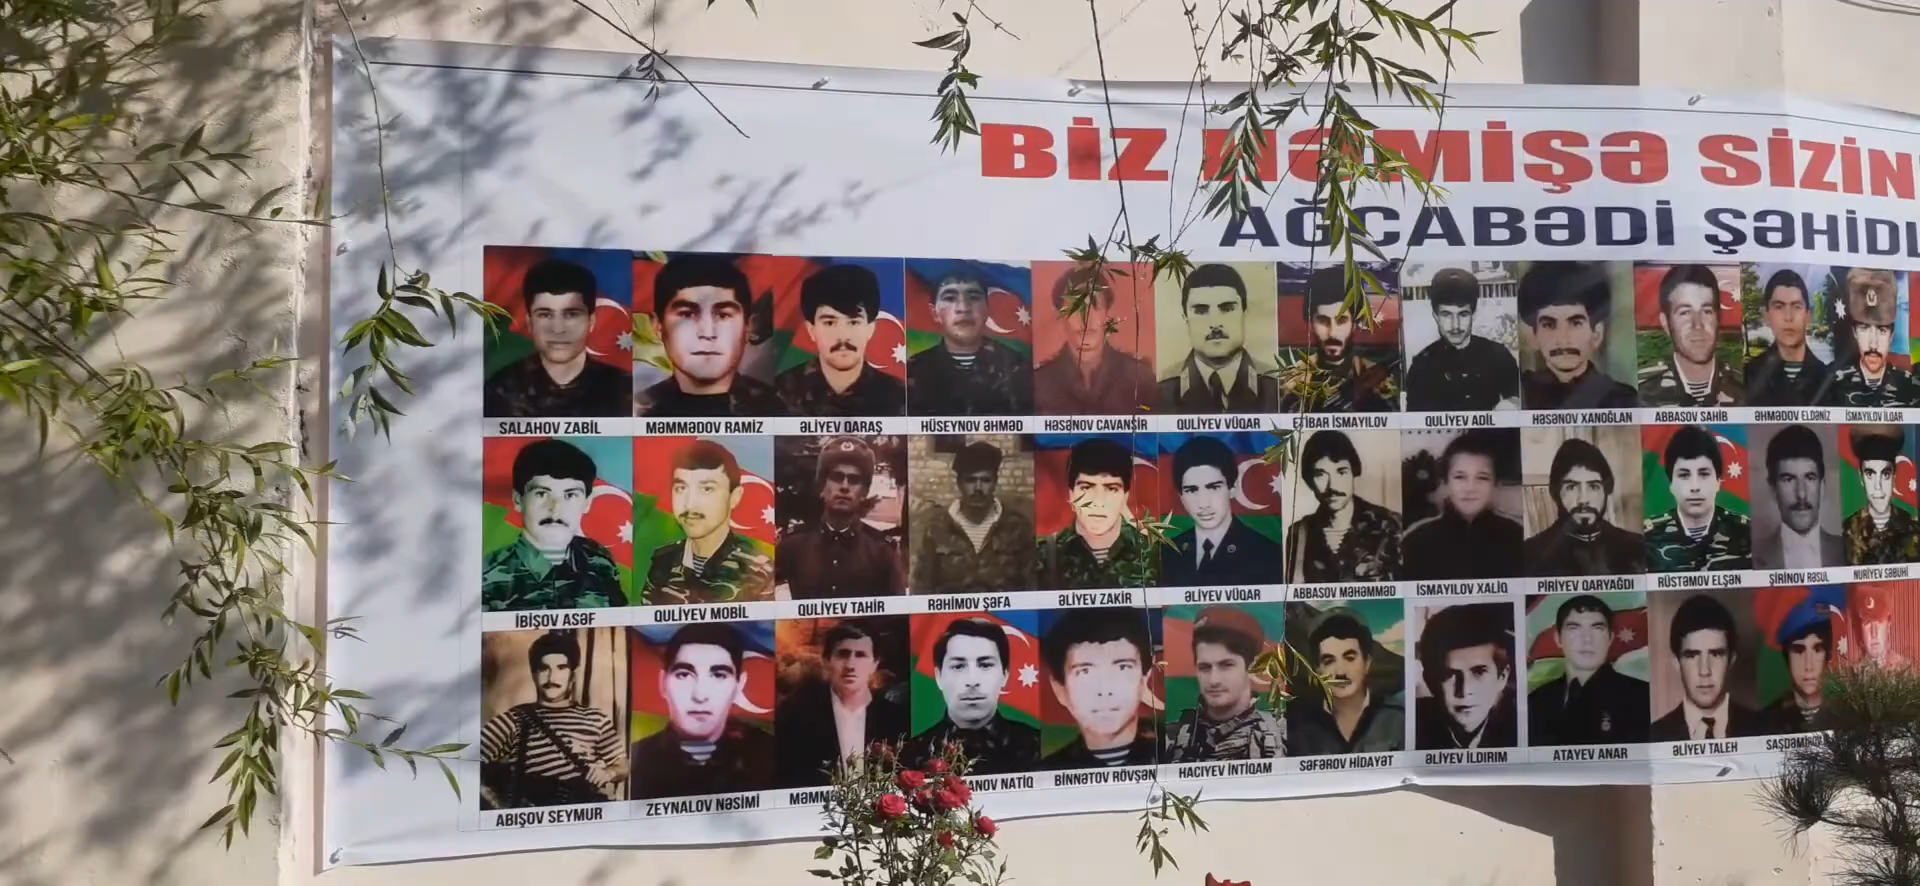 BİZ HƏMİŞƏ SİZİN
AĞCABƏDİ ŞƏHİDL
SALAHOV ZABİL MƏMMƏDOV RAMİZ ƏLİYEV QARAŞ HÜSEYNOV ƏHMƏD HƏSƏNOV CAVANŞİR QULİYEV VÜQAR ETİBAR İSMAYILOV QULİYEV ADİL HƏSƏNOV XANOĞLAN ABBASOV SAHİB ƏHMƏDOV ELDƏNİZ İSMAYILOV İLQAR
İBİŞOV ASƏF QULİYEV MOBİL QULİYEV TAHİR RƏHİMOV ŞƏFA ƏLİYEV ZAKİR ƏLİYEV VÜQAR ABBASOV MƏHƏMMƏD İSMAYILOV XALİQ PİRİYEV QARYAĞDI RÜSTƏMOV ELŞƏN ŞİRİNOV RƏSUL NURİYEV SƏBUHİ
ABIŞOV SEYMUR ZEYNALOV NƏSİMİ MƏMM ANOV NATİQ BİNNƏTOV RÖVŞƏN HACIYEV İNTİQAM SƏFƏROV HİDAYƏT ƏLİYEV İLDIRIM ATAYEV ANAR ƏLİYEV TALEH